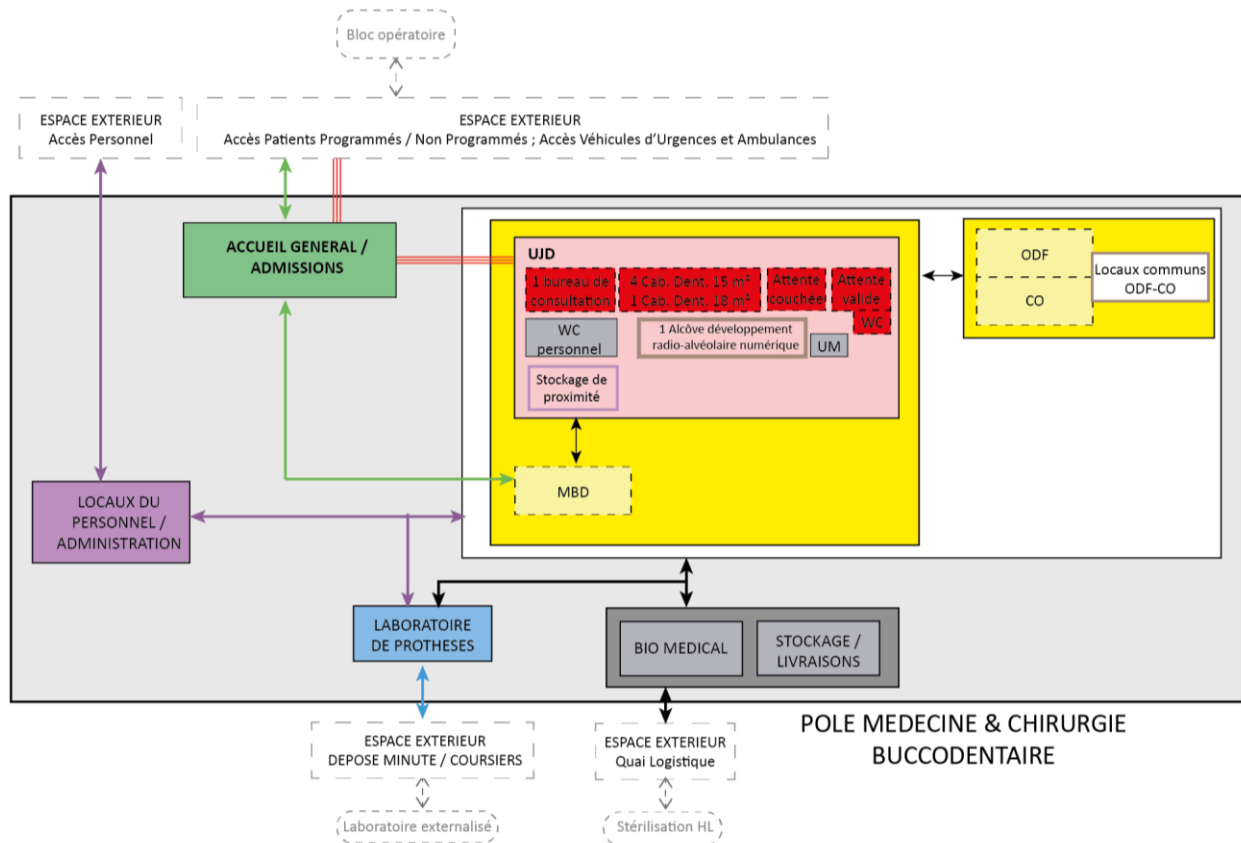 Bloc opératoire
ESPACE EXTERIEUR
Accès Personnel
ESPACE EXTERIEUR
Accès Patients Programmés / Non Programmés ; Accès Véhicules d'Urgences et Ambulances
ACCUEIL GENERAL /
ADMISSIONS
UJD
1 bureau de
consultation
4 Cab. Dent. 15 m²
1 Cab. Dent. 18 m²
Attente
couchée
Attente
valide
WC
WC
personnel
1 Alcôve développement
radio-alvéolaire numérique
UM
Stockage de
proximité
MBD
ODF
CO
Locaux communs
ODF-CO
LOCAUX DU
PERSONNEL /
ADMINISTRATION
LABORATOIRE
DE PROTHESES
BIO MEDICAL
STOCKAGE /
LIVRAISONS
POLE MEDECINE & CHIRURGIE
BUCCODENTAIRE
ESPACE EXTERIEUR
DEPOSE MINUTE / COURSIERS
ESPACE EXTERIEUR
Quai Logistique
Laboratoire externalisé
Stérilisation HL